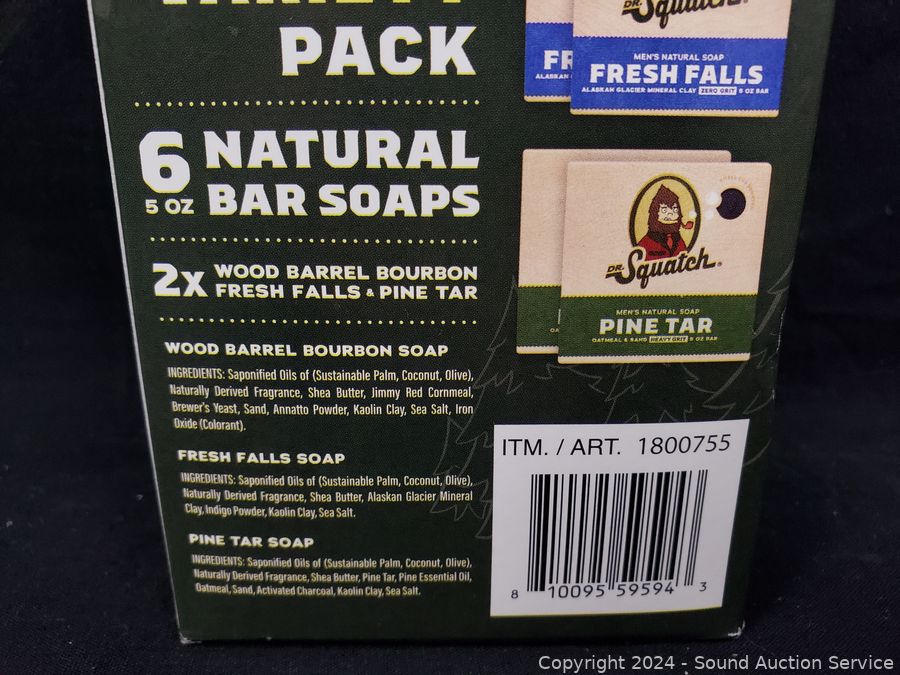 VARIETY
PACK
6 NATURAL
5 OZ BAR SOAPS
2x WOOD BARREL BOURBON
FRESH FALLS & PINE TAR
WOOD BARREL BOURBON SOAP
INGREDIENTS: Saponified Oils of (Sustainable Palm, Coconut, Olive),
Naturally Derived Fragrance, Shea Butter, Jimmy Red Cornmeal,
Brewer's Yeast, Sand, Annatto Powder, Kaolin Clay, Sea Salt, Iron
Oxide (Colorant).
FRESH FALLS SOAP
INGREDIENTS: Saponified Oils of (Sustainable Palm, Coconut, Olive),
Naturally Derived Fragrance, Shea Butter, Alaskan Glacier Mineral
Clay, Indigo Powder, Kaolin Clay, Sea Salt.
PINE TAR SOAP
INGREDIENTS: Saponified Oils of (Sustainable Palm, Coconut, Olive),
Naturally Derived Fragrance, Shea Butter, Pine Tar, Pine Essential Oil,
Oatmeal, Sand, Activated Charcoal, Kaolin Clay, Sea Salt.
DR. Squatch
FR
ALASKAN
MEN'S NATURAL SOAP
FRESH FALLS
ALASKAN GLACIER MINERAL CLAY ZERO GRIT 5 OZ BAR
DR. Squatch
MEN'S NATURAL SOAP
PINE TAR
OATMEAL & SAND HEAVY GRIT 5 OZ BAR
ITM. / ART. 1800755
8 10095 59594 3
Copyright 2024 - Sound Auction Service